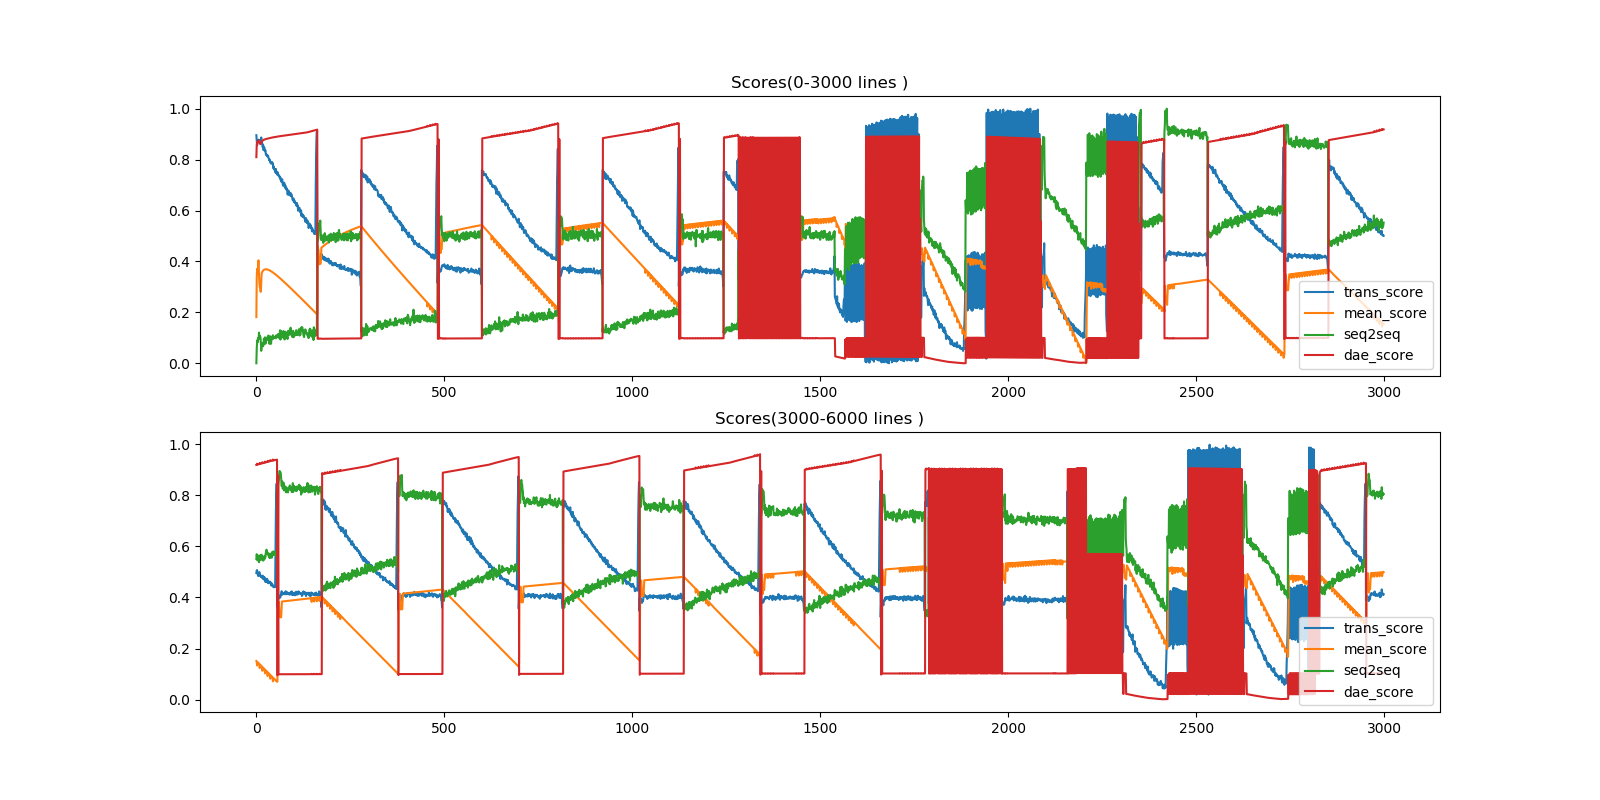 Scores(0-3000 lines )
1.0
0.8
0.6
0.4
0.2
0.0
trans_score
mean_score
seq2seq
dae_score
0 500 1000 1500 2000 2500 3000
Scores(3000-6000 lines )
1.0
0.8
0.6
0.4
0.2
0.0
trans_score
mean_score
seq2seq
dae_score
0 500 1000 1500 2000 2500 3000